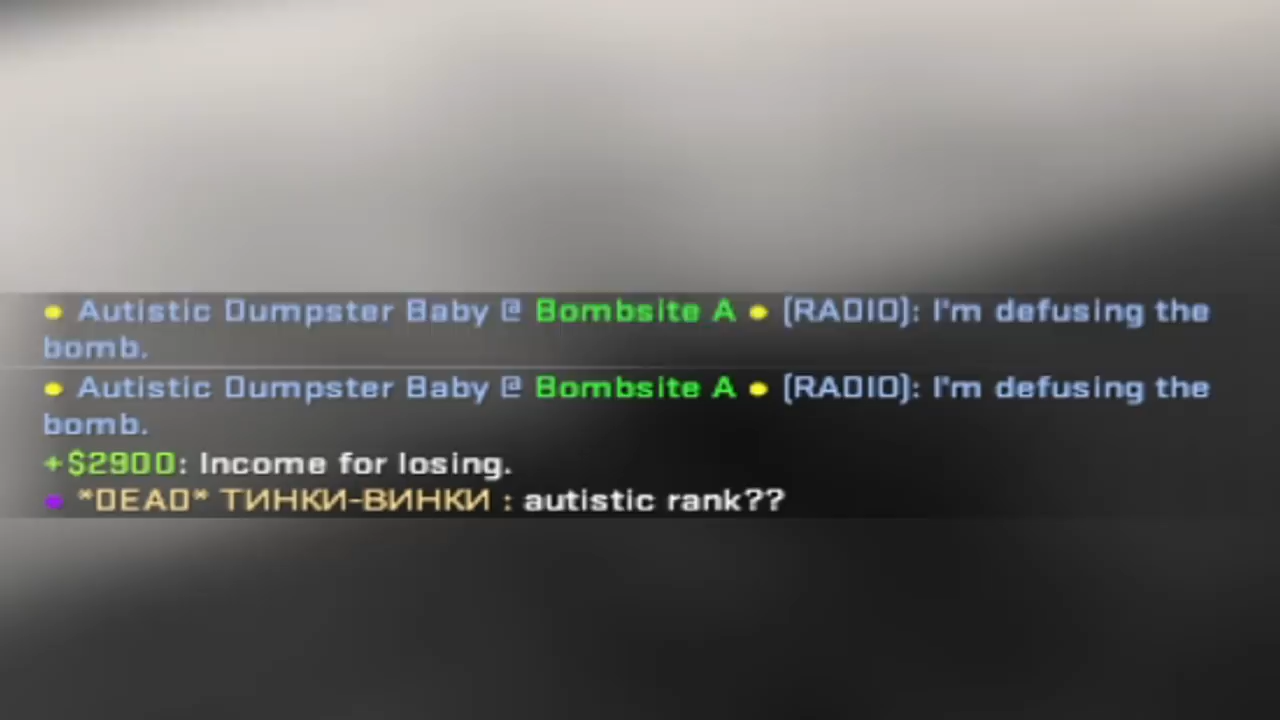 ● Autistic Dumpster Baby @ Bombsite A ● (RADIO): I'm defusing the
bomb.
● Autistic Dumpster Baby @ Bombsite A ● (RADIO): I'm defusing the
bomb.
+$2900: Income for losing.
● *DEAD* ТИНКИ-ВИНКИ : autistic rank??